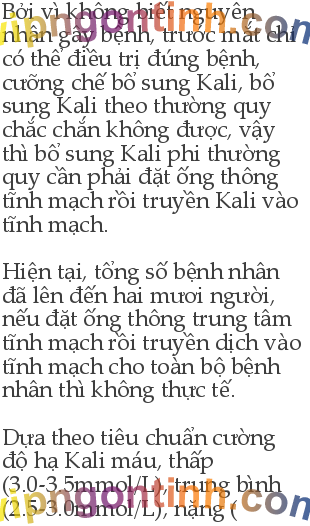 Bởi vì không biết nguyên
nhân gây bệnh, trước mắt chỉ
có thể điều trị đúng bệnh,
cưỡng chế bổ sung Kali, bổ
sung Kali theo thường quy
chắc chắn không được, vậy
thì bổ sung Kali phi thường
quy cần phải đặt ống thông
tĩnh mạch rồi truyền Kali vào
tĩnh mạch.
Hiện tại, tổng số bệnh nhân
đã lên đến hai mươi người,
nếu đặt ống thông trung tâm
tĩnh mạch rồi truyền dịch vào
tĩnh mạch cho toàn bộ bệnh
nhân thì không thực tế.
Dựa theo tiêu chuẩn cường
độ hạ Kali máu, thấp
(3.0-3.5mmol/L), trung bình
(2.5-3.0mmol/L), nặng (
vipngontinh.com
vipngontinh.com